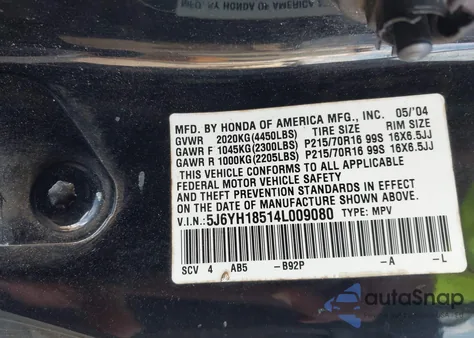 MFD. BY HONDA OF AMERICA MFG., INC. 05/'04
GVWR 2020KG(4450LBS) TIRE SIZE RIM SIZE
GAWR F 1045KG(2300LBS) P215/70R16 99S 16X6.5JJ
GAWR R 1000KG(2205LBS) P215/70R16 99S 16X6.5JJ
THIS VEHICLE CONFORMS TO ALL APPLICABLE
FEDERAL MOTOR VEHICLE SAFETY
AND THEFT PREVENTION STANDARDS IN EFFECT
ON THE DATE OF MANUFACTURE SHOWN ABOVE.
V.I.N.: 5J6YH18514L009080 TYPE: MPV
SCV 4 AB5 -B92P -A -L
autoSnap